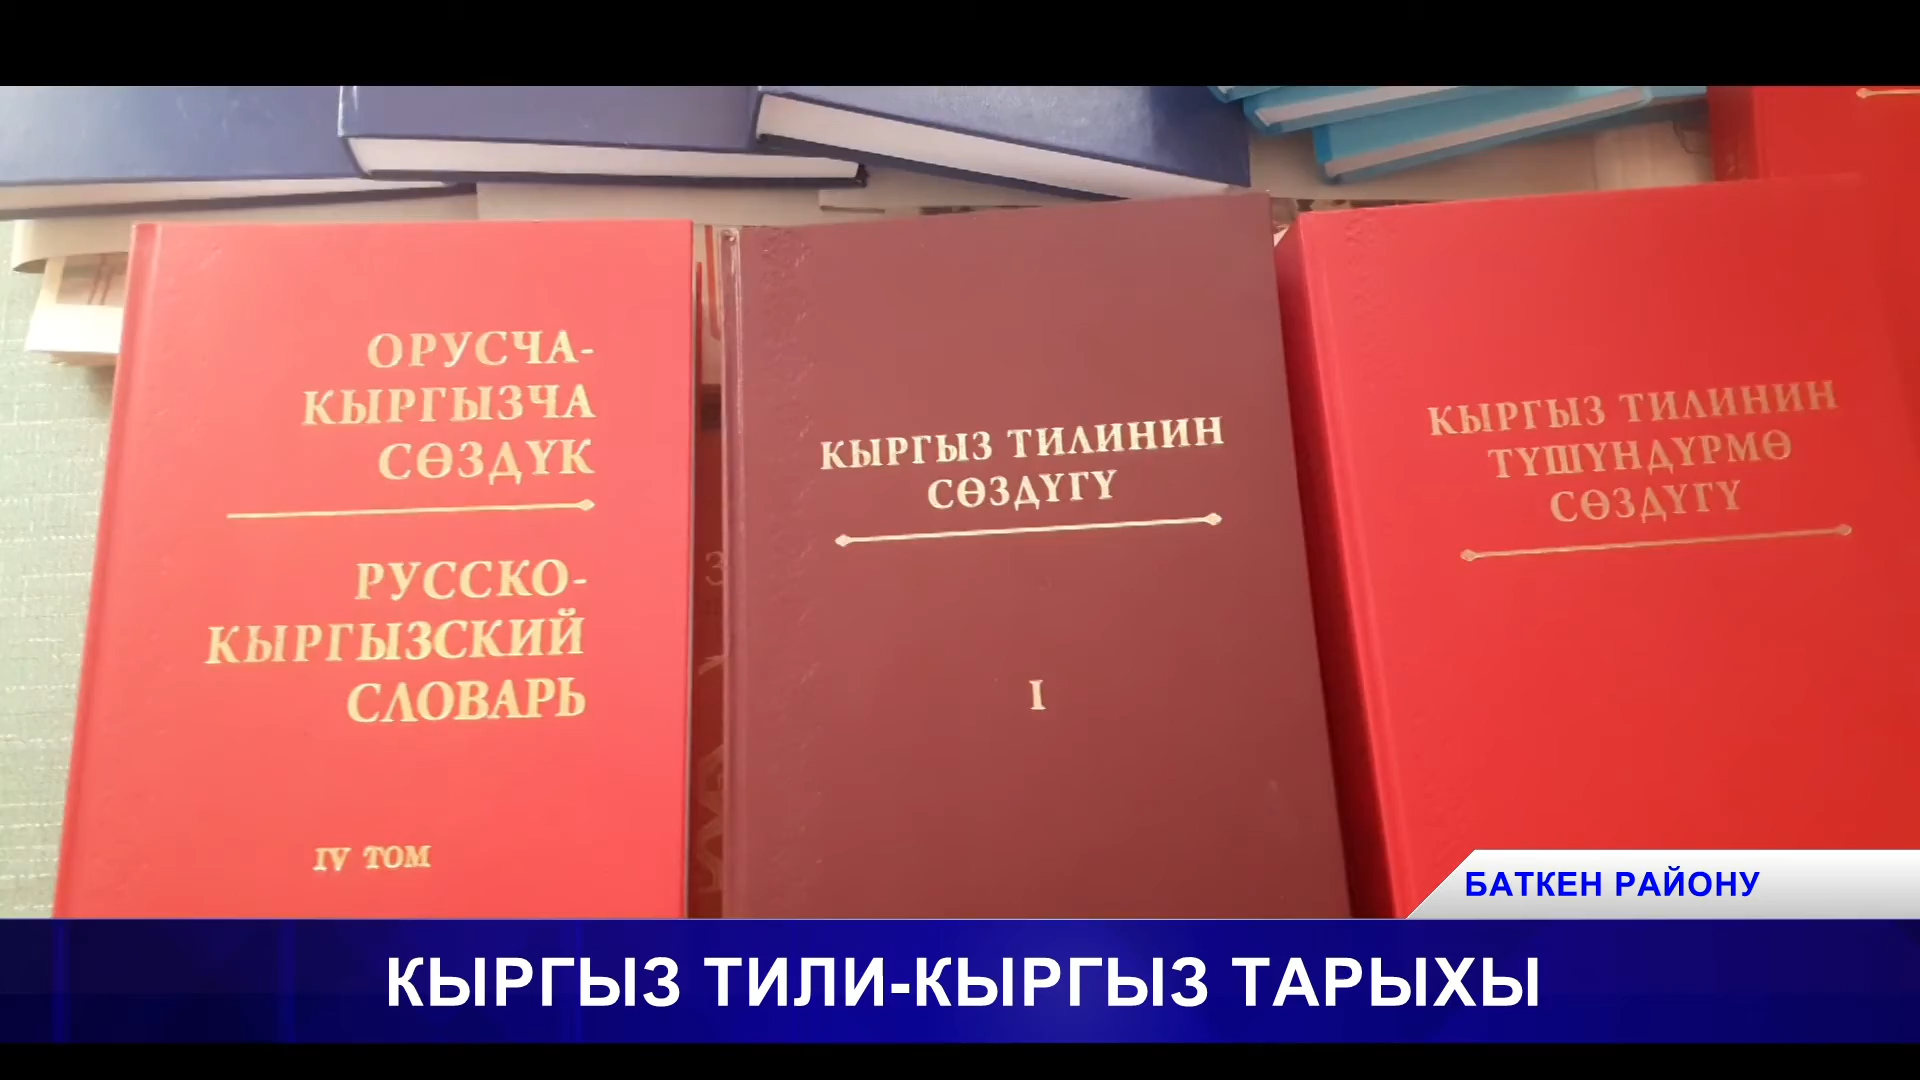 ОРУСЧА-
КЫРГЫЗЧА
СӨЗДҮК
РУССКО-
КЫРГЫЗСКИЙ
СЛОВАРЬ
IV ТОМ
КЫРГЫЗ ТИЛИНИН
СӨЗДҮГҮ
I
КЫРГЫЗ ТИЛИНИН
ТҮШҮНДҮРМӨ
СӨЗДҮГҮ
БАТКЕН РАЙОНУ
КЫРГЫЗ ТИЛИ-КЫРГЫЗ ТАРЫХЫ